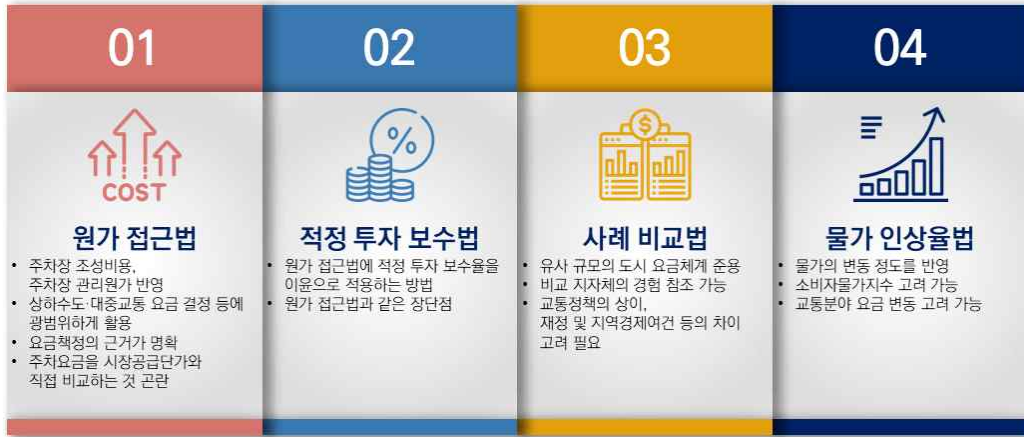 01
COST
원가 접근법
• 주차장 조성비용,
주차장 관리원가 반영
• 상하수도·대중교통 요금 결정 등에
광범위하게 활용
• 요금책정의 근거가 명확
• 주차요금을 시장공급단가와
직접 비교하는 것 곤란
02
%
적정 투자 보수법
• 원가 접근법에 적정 투자 보수율을
이윤으로 적용하는 방법
• 원가 접근법과 같은 장단점
03
$
사례 비교법
• 유사 규모의 도시 요금체계 준용
• 비교 지자체의 경험 참조 가능
• 교통정책의 상이,
재정 및 지역경제여건 등의 차이
고려 필요
04
물가 인상율법
• 물가의 변동 정도를 반영
• 소비자물가지수 고려 가능
• 교통분야 요금 변동 고려 가능